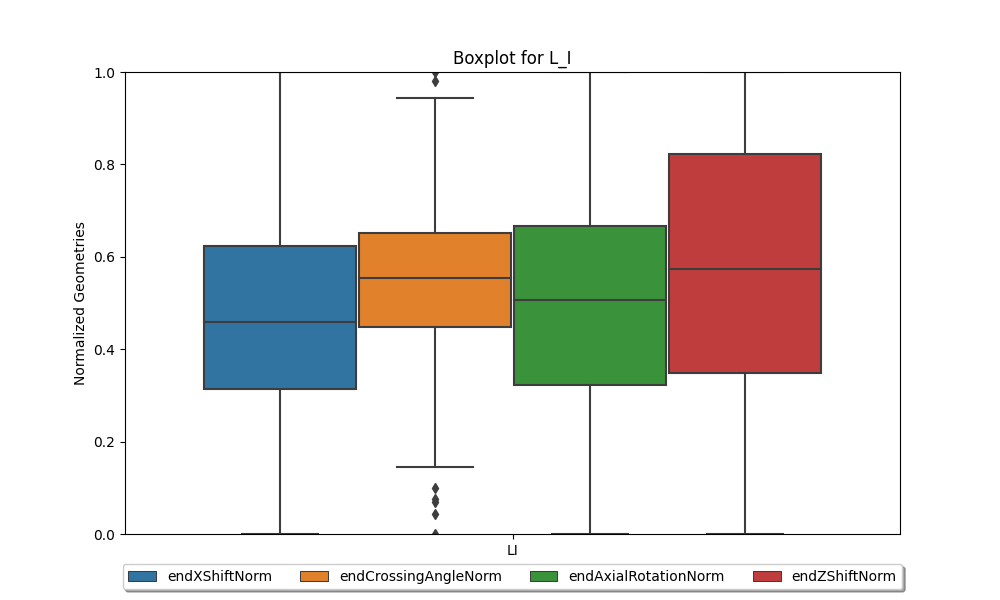 Boxplot for L_I
1.0
0.8
0.6
0.4
0.2
0.0
Normalized Geometries
LI
endXShiftNorm endCrossingAngleNorm endAxialRotationNorm endZShiftNorm